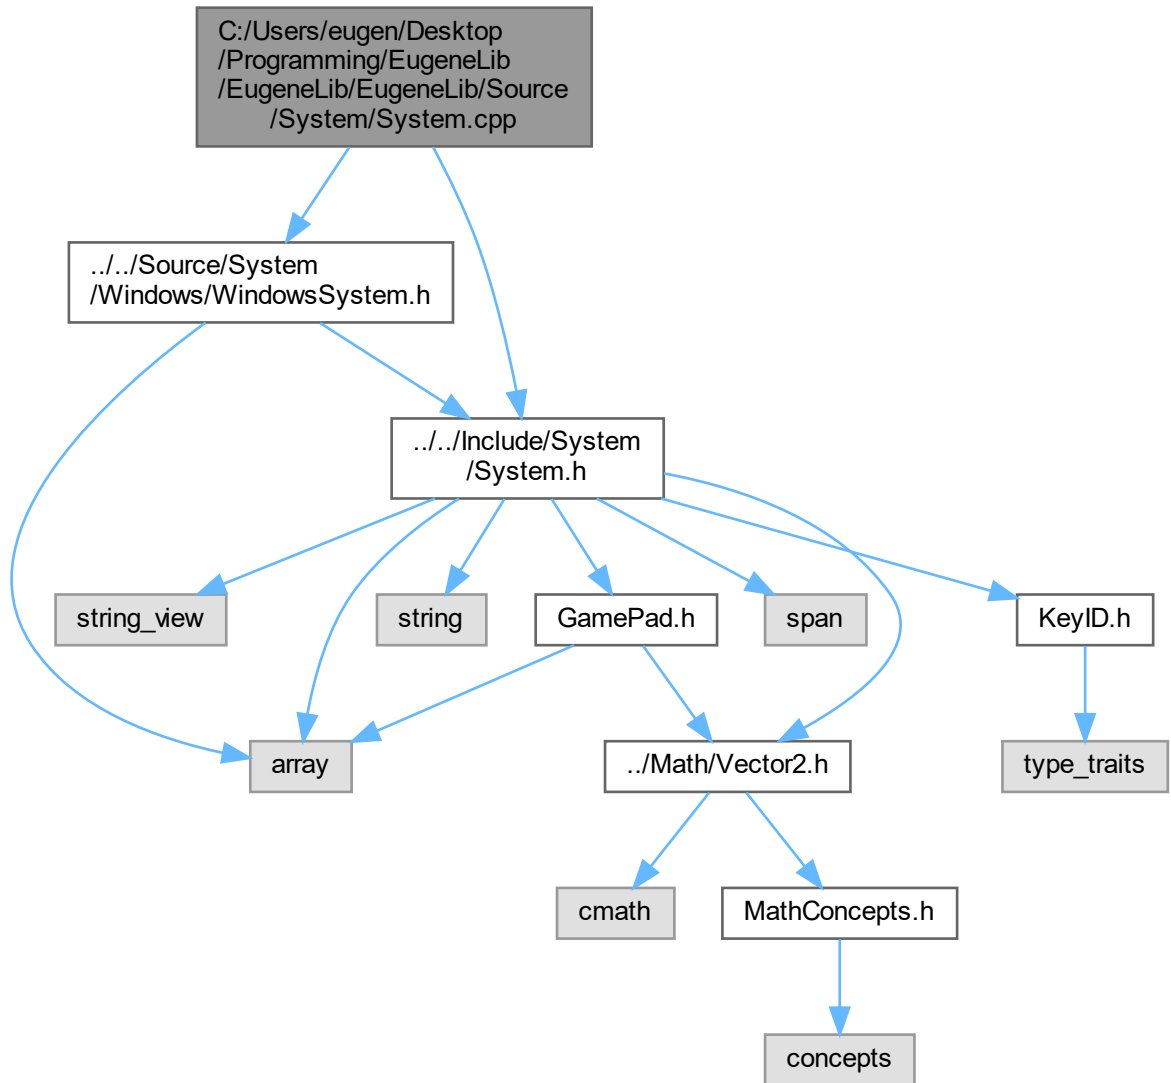 C:/Users/eugen/Desktop
/Programming/EugeneLib
/EugeneLib/EugeneLib/Source
/System/System.cpp
../../Source/System
/Windows/WindowsSystem.h
../../Include/System
/System.h
string_view
string
GamePad.h
span
KeyID.h
array
../Math/Vector2.h
type_traits
cmath
MathConcepts.h
concepts